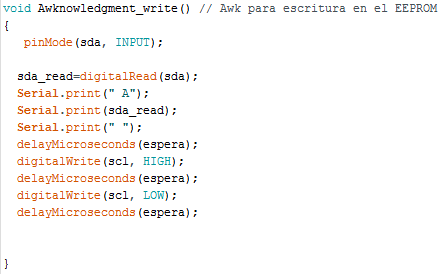 void Awknowledgment_write() // Awk para escritura en el EEPROM
{
pinMode(sda, INPUT);
sda_read=digitalRead(sda);
Serial.print(" A");
Serial.print(sda_read);
Serial.print(" ");
delayMicroseconds(espera);
digitalWrite(scl, HIGH);
delayMicroseconds(espera);
digitalWrite(scl, LOW);
delayMicroseconds(espera);
}